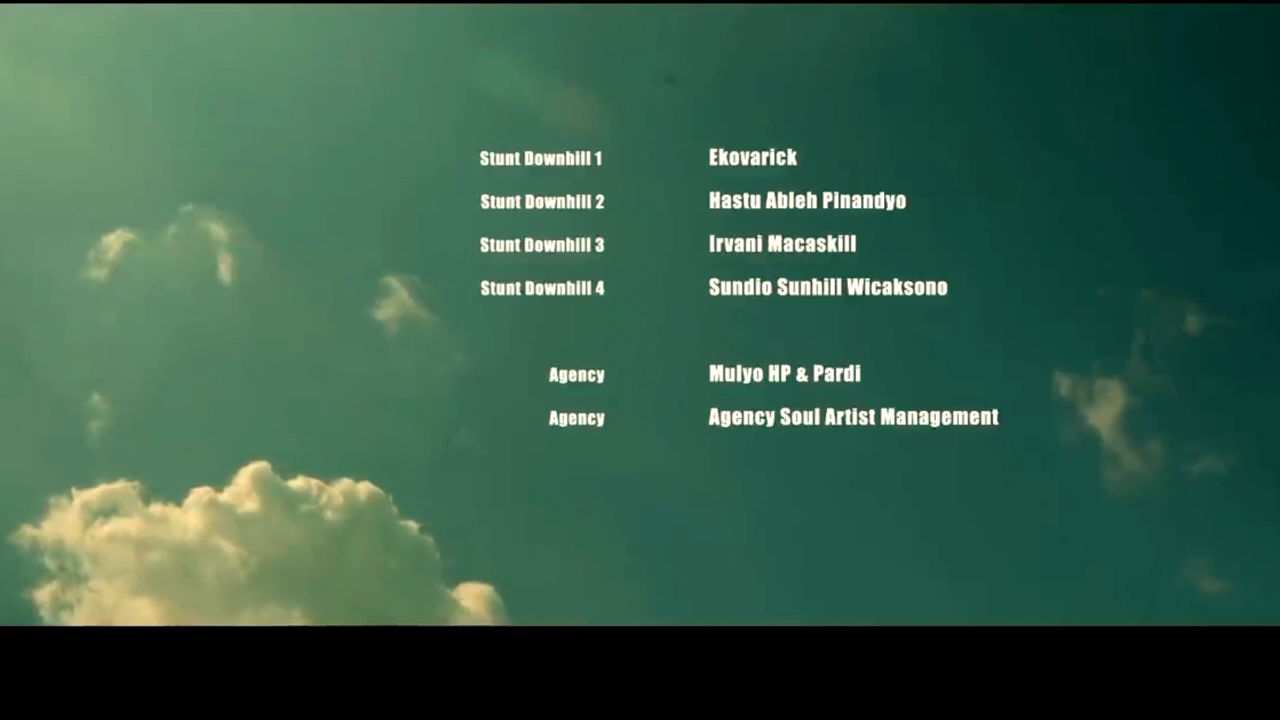 Stunt Downhill 1 Ekovarick
Stunt Downhill 2 Hastu Ableh Pinandyo
Stunt Downhill 3 Irvani Macaskill
Stunt Downhill 4 Sundio Sunhill Wicaksono
Agency Mulyo HP & Pardi
Agency Agency Soul Artist Management